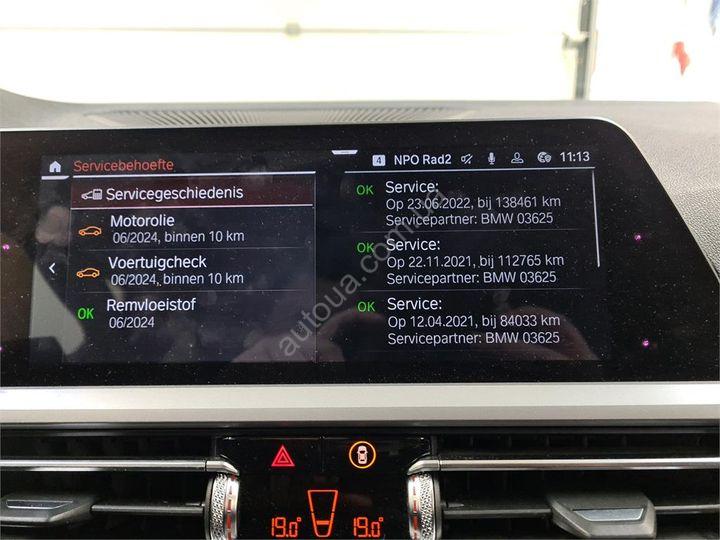 Servicebehoefte
4 NPO Rad2 11:13
Servicegeschiedenis
Motorolie
06/2024, binnen 10 km
Voertuigcheck
06/2024, binnen 10 km
OK Remvloeistof
06/2024
OK Service:
Op 23.06.2022, bij 138461 km
Servicepartner: BMW 03625
OK Service:
Op 22.11.2021, bij 112765 km
Servicepartner: BMW 03625
OK Service:
Op 12.04.2021, bij 84033 km
Servicepartner: BMW 03625
autoua.com.ua
19.0° 19.0°